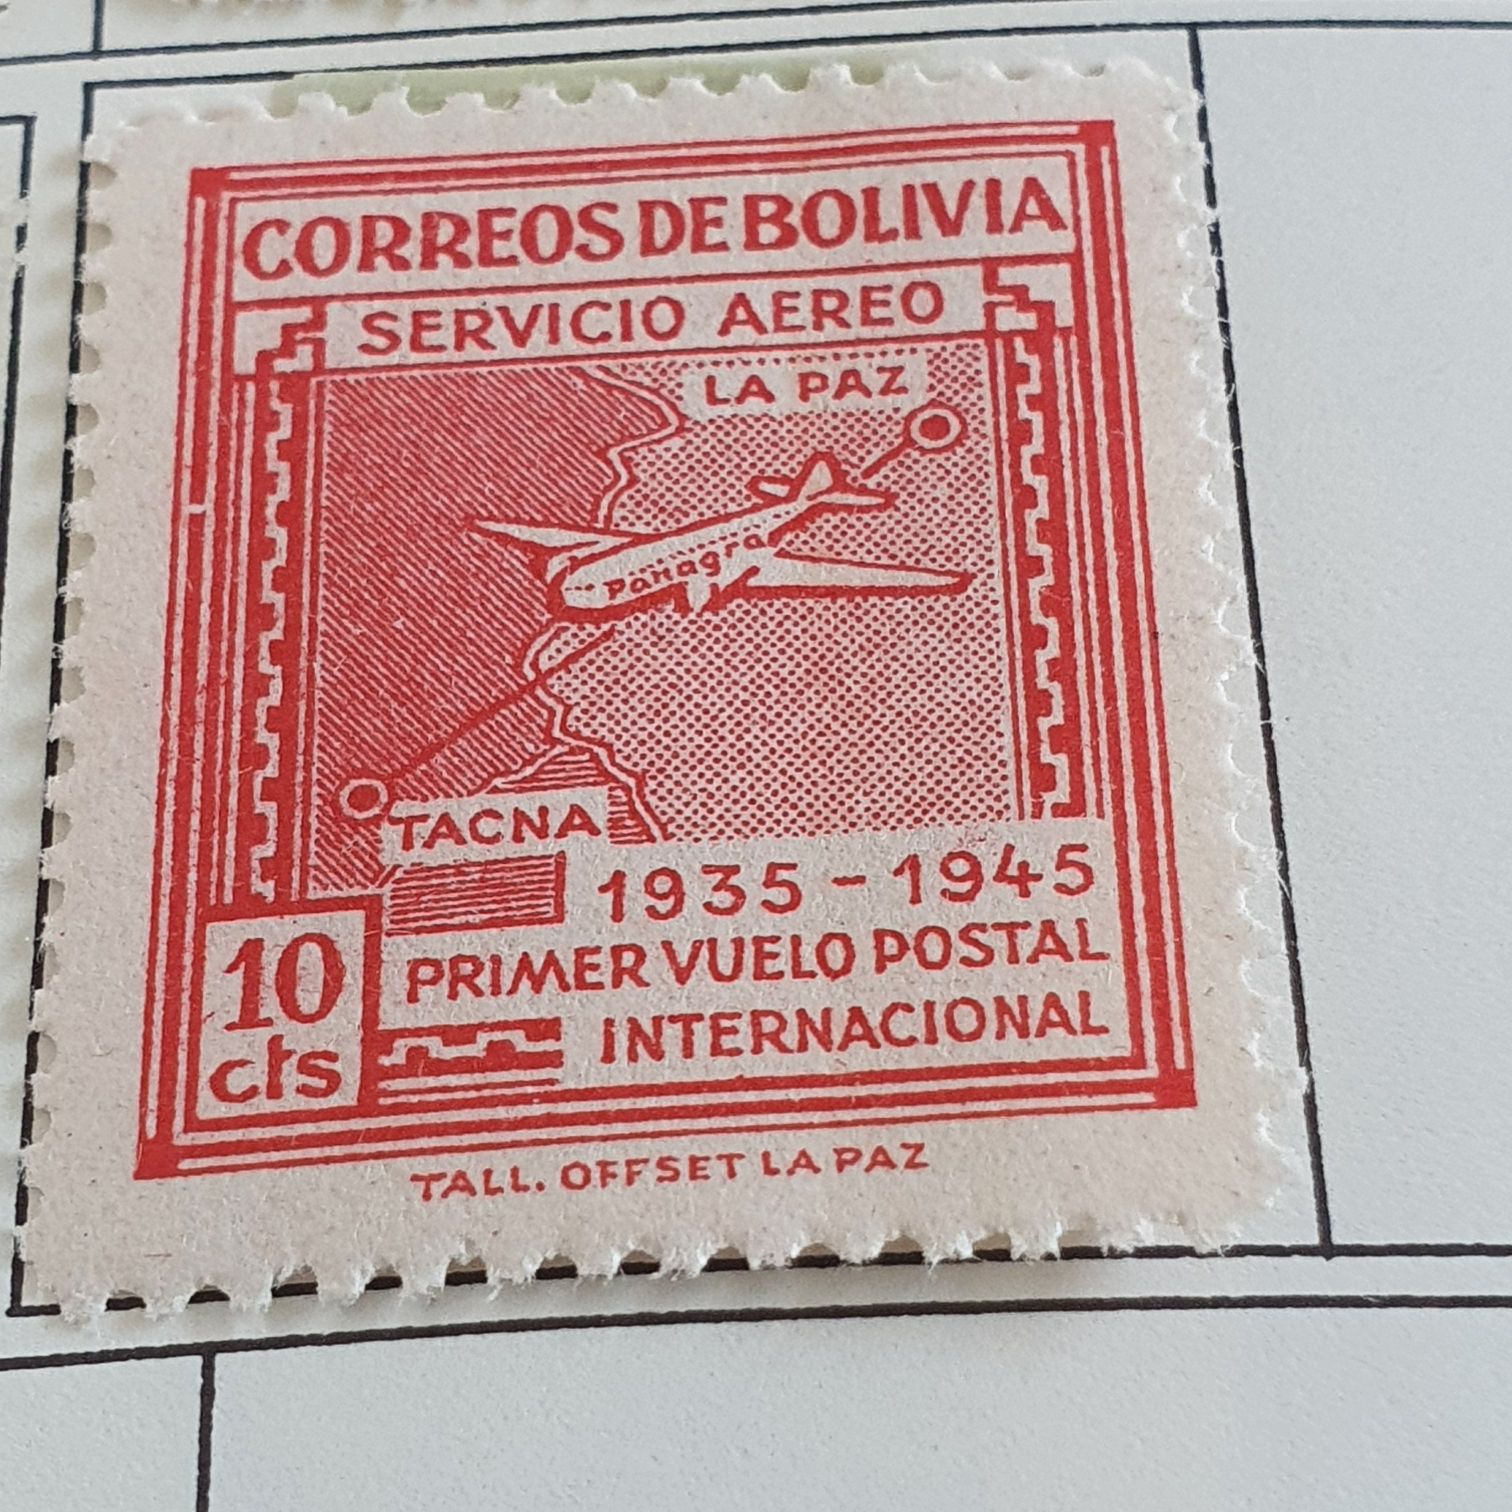 CORREOS DE BOLIVIA
SERVICIO AEREO
LA PAZ
Panagra
TACNA
1935 - 1945
10
cts
PRIMER VUELO POSTAL
INTERNACIONAL
TALL. OFFSET LA PAZ